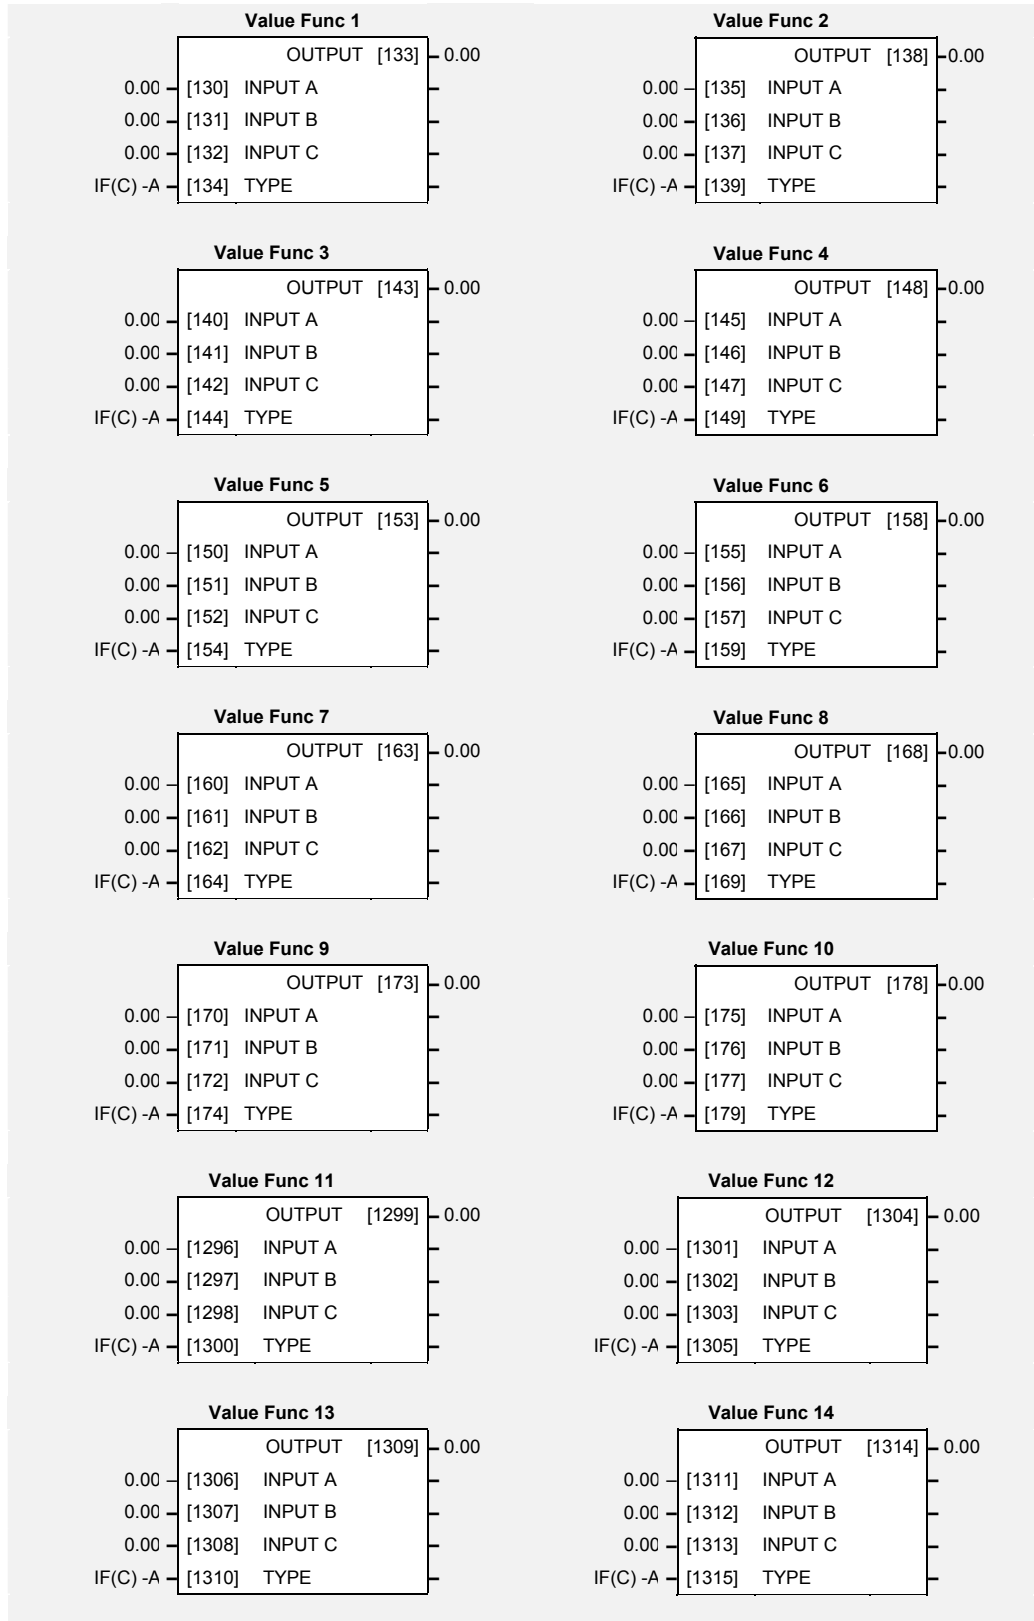 Value Func 1
OUTPUT [133] 0.00
0.00 [130] INPUT A
0.00 [131] INPUT B
0.00 [132] INPUT C
IF(C) -A [134] TYPE
Value Func 2
OUTPUT [138] 0.00
0.00 [135] INPUT A
0.00 [136] INPUT B
0.00 [137] INPUT C
IF(C) -A [139] TYPE
Value Func 3
OUTPUT [143] 0.00
0.00 [140] INPUT A
0.00 [141] INPUT B
0.00 [142] INPUT C
IF(C) -A [144] TYPE
Value Func 4
OUTPUT [148] 0.00
0.00 [145] INPUT A
0.00 [146] INPUT B
0.00 [147] INPUT C
IF(C) -A [149] TYPE
Value Func 5
OUTPUT [153] 0.00
0.00 [150] INPUT A
0.00 [151] INPUT B
0.00 [152] INPUT C
IF(C) -A [154] TYPE
Value Func 6
OUTPUT [158] 0.00
0.00 [155] INPUT A
0.00 [156] INPUT B
0.00 [157] INPUT C
IF(C) -A [159] TYPE
Value Func 7
OUTPUT [163] 0.00
0.00 [160] INPUT A
0.00 [161] INPUT B
0.00 [162] INPUT C
IF(C) -A [164] TYPE
Value Func 8
OUTPUT [168] 0.00
0.00 [165] INPUT A
0.00 [166] INPUT B
0.00 [167] INPUT C
IF(C) -A [169] TYPE
Value Func 9
OUTPUT [173] 0.00
0.00 [170] INPUT A
0.00 [171] INPUT B
0.00 [172] INPUT C
IF(C) -A [174] TYPE
Value Func 10
OUTPUT [178] 0.00
0.00 [175] INPUT A
0.00 [176] INPUT B
0.00 [177] INPUT C
IF(C) -A [179] TYPE
Value Func 11
OUTPUT [1299] 0.00
0.00 [1296] INPUT A
0.00 [1297] INPUT B
0.00 [1298] INPUT C
IF(C) -A [1300] TYPE
Value Func 12
OUTPUT [1304] 0.00
0.00 [1301] INPUT A
0.00 [1302] INPUT B
0.00 [1303] INPUT C
IF(C) -A [1305] TYPE
Value Func 13
OUTPUT [1309] 0.00
0.00 [1306] INPUT A
0.00 [1307] INPUT B
0.00 [1308] INPUT C
IF(C) -A [1310] TYPE
Value Func 14
OUTPUT [1314] 0.00
0.00 [1311] INPUT A
0.00 [1312] INPUT B
0.00 [1313] INPUT C
IF(C) -A [1315] TYPE